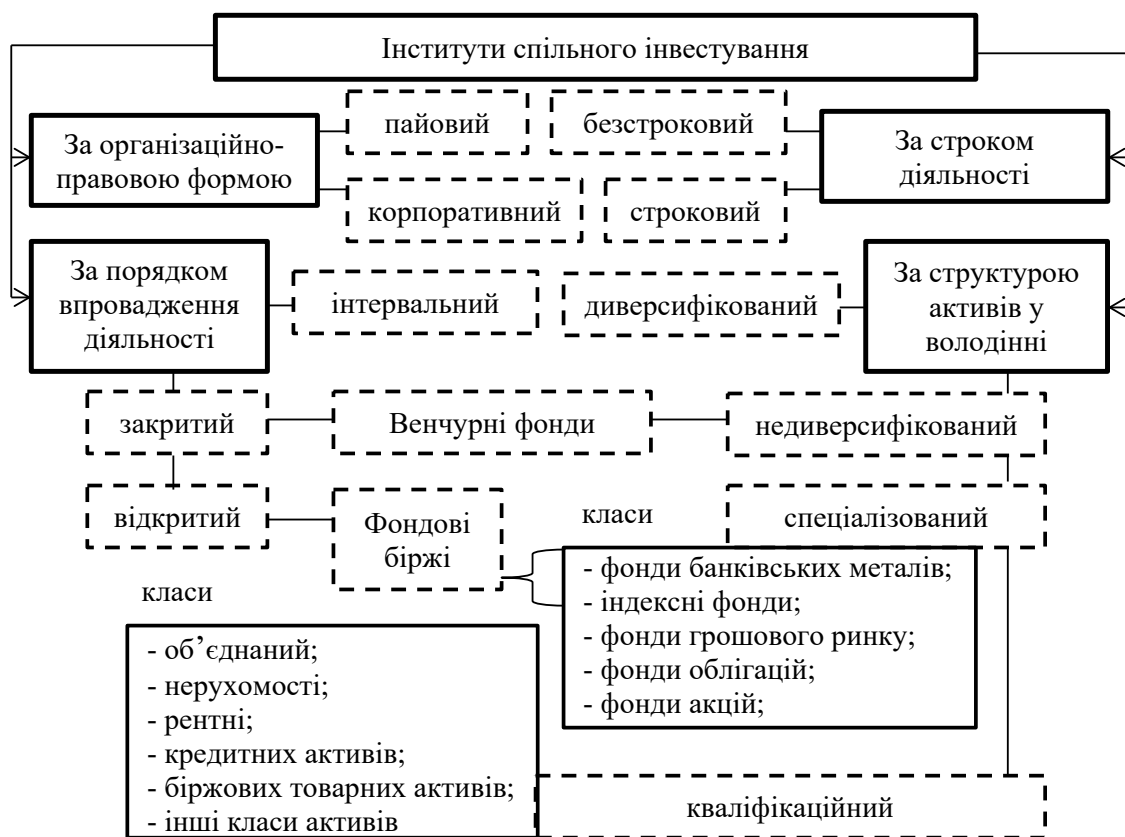 Інститути спільного інвестування
пайовий
безстроковий
За організаційно-
правовою формою
За строком
діяльності
корпоративний
строковий
За порядком
впровадження
діяльності
інтервальний
диверсифікований
За структурою
активів у
володінні
закритий
Венчурні фонди
недиверсифікований
відкритий
Фондові
біржі
класи
спеціалізований
- фонди банківських металів;
- індексні фонди;
- фонди грошового ринку;
- фонди облігацій;
- фонди акцій;
класи
- об’єднаний;
- нерухомості;
- рентні;
- кредитних активів;
- біржових товарних активів;
- інші класи активів
кваліфікаційний